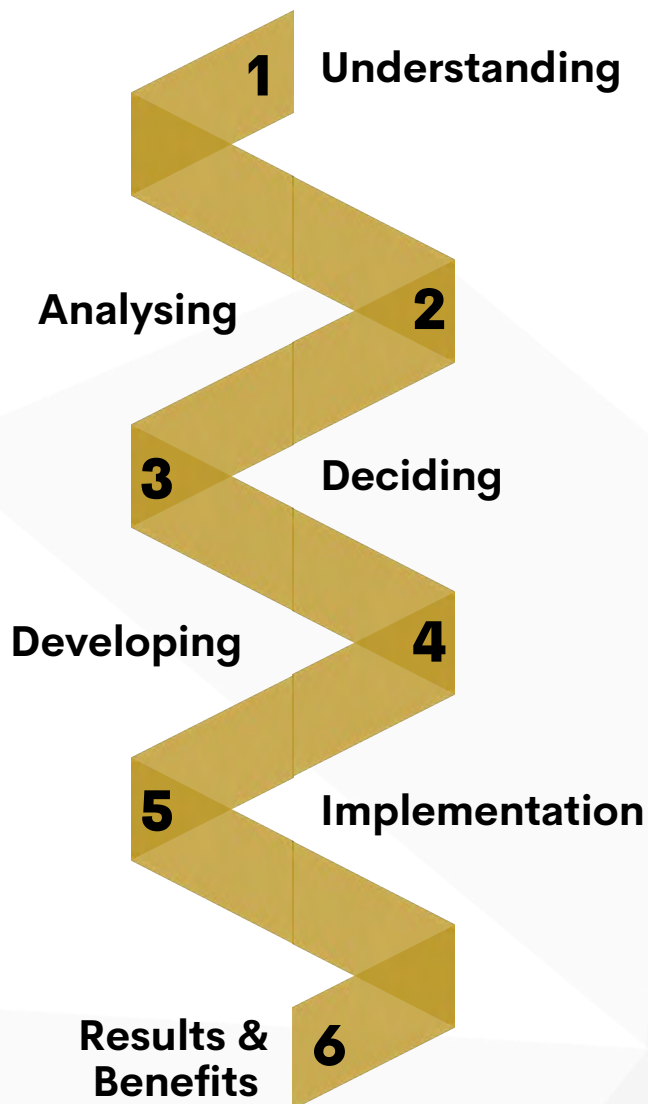 1 Understanding
Analysing 2
3 Deciding
Developing 4
5 Implementation
Results & 6
Benefits